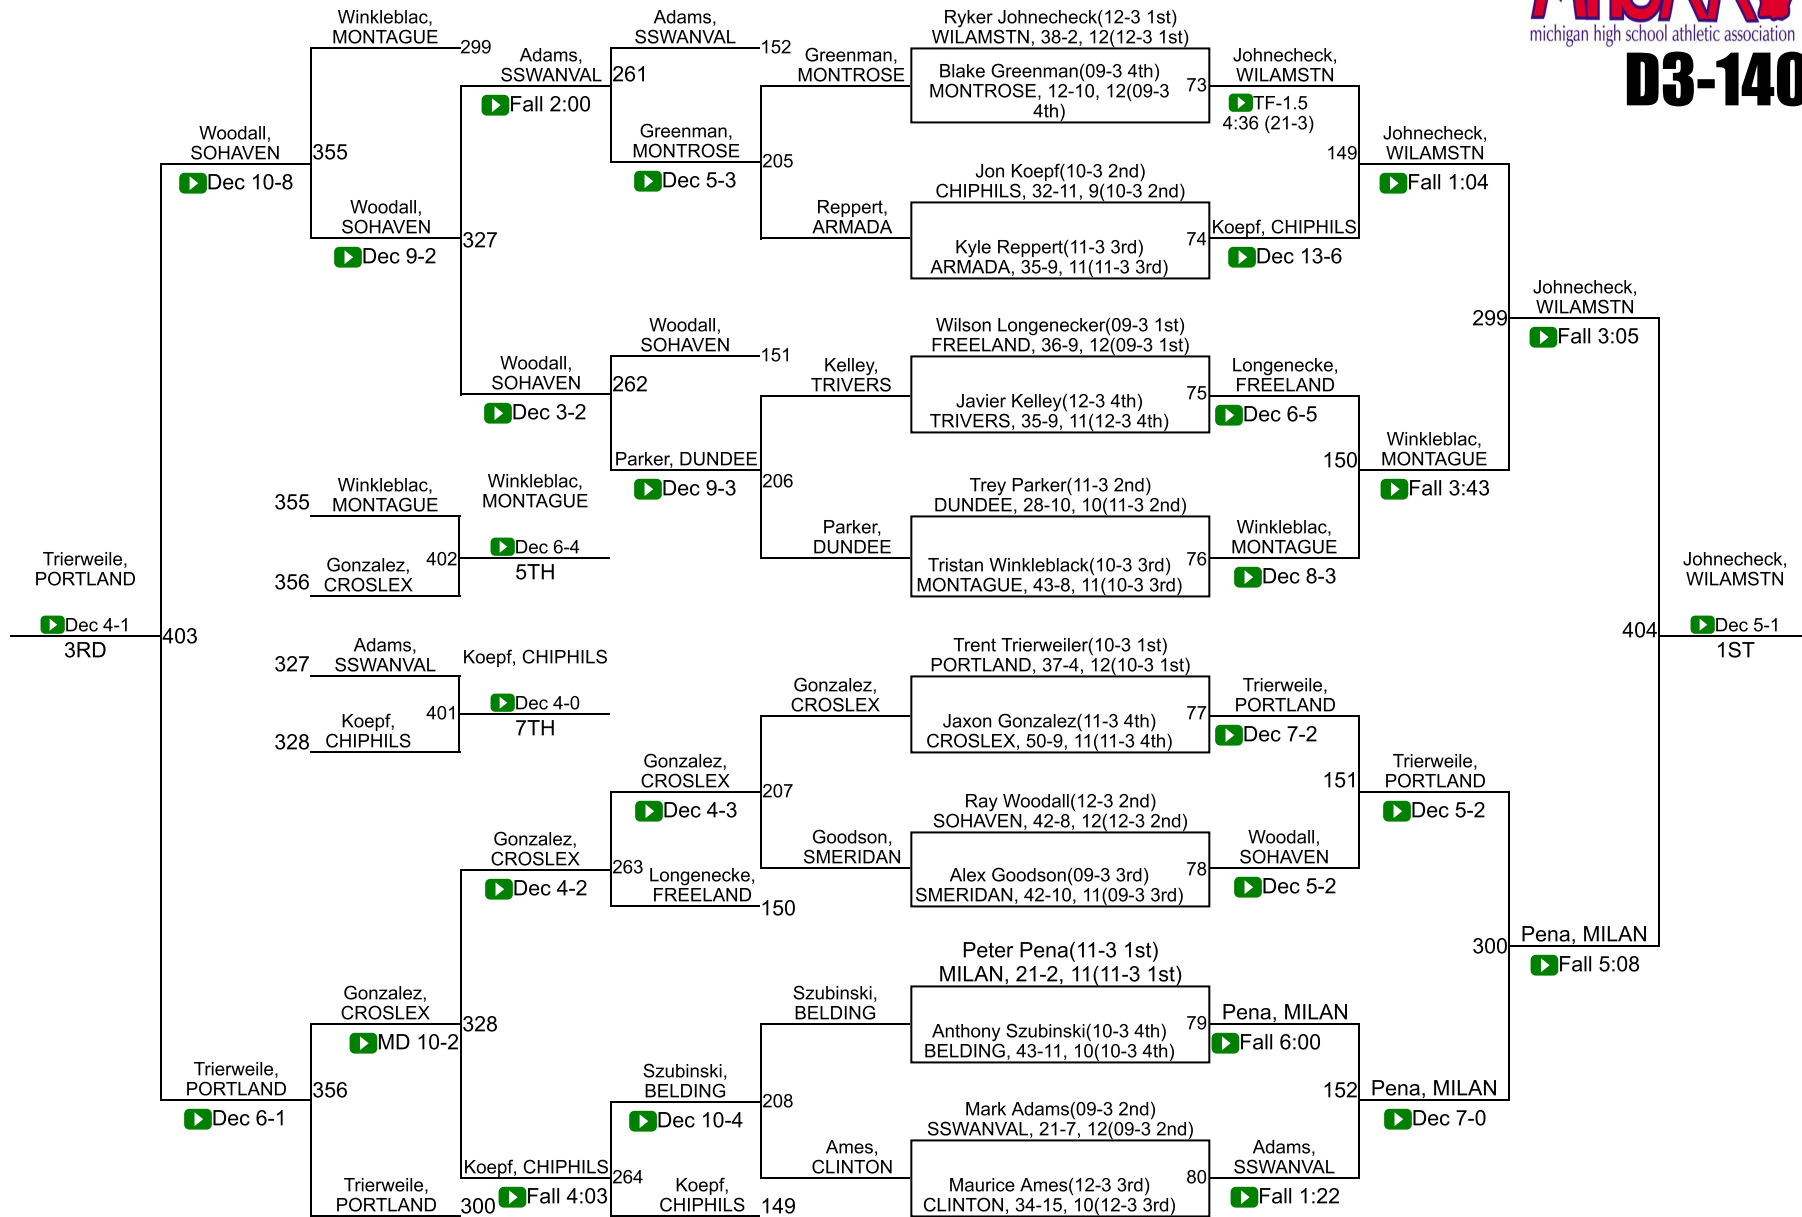 MHSAA
michigan high school athletic association
D3-140
Winkleblac,
MONTAGUE
299
Woodall,
SOHAVEN
Dec 10-8
355
Woodall,
SOHAVEN
Dec 9-2
Adams,
SSWANVAL
Fall 2:00
261
Adams,
SSWANVAL
152
Greenman,
MONTROSE
Dec 5-3
205
Greenman,
MONTROSE
Reppert,
ARMADA
327
Woodall,
SOHAVEN
Dec 3-2
262
Woodall,
SOHAVEN
151
Parker, DUNDEE
Dec 9-3
206
Kelley,
TRIVERS
Parker,
DUNDEE
Ryker Johnecheck(12-3 1st)
WILAMSTN, 38-2, 12(12-3 1st)
Blake Greenman(09-3 4th)
MONTROSE, 12-10, 12(09-3
4th)
73
Johnecheck,
WILAMSTN
TF-1.5
4:36 (21-3)
Jon Koepf(10-3 2nd)
CHIPHILS, 32-11, 9(10-3 2nd)
Kyle Reppert(11-3 3rd)
ARMADA, 35-9, 11(11-3 3rd)
74
Koepf, CHIPHILS
Dec 13-6
149
Johnecheck,
WILAMSTN
Fall 1:04
Wilson Longenecker(09-3 1st)
FREELAND, 36-9, 12(09-3 1st)
Javier Kelley(12-3 4th)
TRIVERS, 35-9, 11(12-3 4th)
75
Longenecke,
FREELAND
Dec 6-5
Trey Parker(11-3 2nd)
DUNDEE, 28-10, 10(11-3 2nd)
Tristan Winkleblack(10-3 3rd)
MONTAGUE, 43-8, 11(10-3 3rd)
76
Winkleblac,
MONTAGUE
Dec 8-3
150
Winkleblac,
MONTAGUE
Fall 3:43
299
Johnecheck,
WILAMSTN
Fall 3:05
355
Winkleblac,
MONTAGUE
356
Gonzalez,
CROSLEX
402
Winkleblac,
MONTAGUE
Dec 6-4
5TH
Trierweile,
PORTLAND
Dec 4-1
3RD
403
327
Adams,
SSWANVAL
328
Koepf,
CHIPHILS
401
Koepf, CHIPHILS
Dec 4-0
7TH
404
Johnecheck,
WILAMSTN
Dec 5-1
1ST
Trent Trierweiler(10-3 1st)
PORTLAND, 37-4, 12(10-3 1st)
Jaxon Gonzalez(11-3 4th)
CROSLEX, 50-9, 11(11-3 4th)
77
Trierweile,
PORTLAND
Dec 7-2
Ray Woodall(12-3 2nd)
SOHAVEN, 42-8, 12(12-3 2nd)
Alex Goodson(09-3 3rd)
SMERIDAN, 42-10, 11(09-3 3rd)
78
Woodall,
SOHAVEN
Dec 5-2
151
Trierweile,
PORTLAND
Dec 5-2
Gonzalez,
CROSLEX
Goodson,
SMERIDAN
207
Gonzalez,
CROSLEX
Dec 4-3
Gonzalez,
CROSLEX
Dec 4-2
263
Longenecke,
FREELAND
150
Peter Pena(11-3 1st)
MILAN, 21-2, 11(11-3 1st)
Anthony Szubinski(10-3 4th)
BELDING, 43-11, 10(10-3 4th)
79
Pena, MILAN
Fall 6:00
Mark Adams(09-3 2nd)
SSWANVAL, 21-7, 12(09-3 2nd)
Maurice Ames(12-3 3rd)
CLINTON, 34-15, 10(12-3 3rd)
80
Adams,
SSWANVAL
Fall 1:22
152
Pena, MILAN
Dec 7-0
300
Pena, MILAN
Fall 5:08
Szubinski,
BELDING
Ames,
CLINTON
208
Szubinski,
BELDING
Dec 10-4
Gonzalez,
CROSLEX
MD 10-2
328
Trierweile,
PORTLAND
Dec 6-1
356
Koepf, CHIPHILS
Fall 4:03
264
Koepf,
CHIPHILS
149
Trierweile,
PORTLAND
300